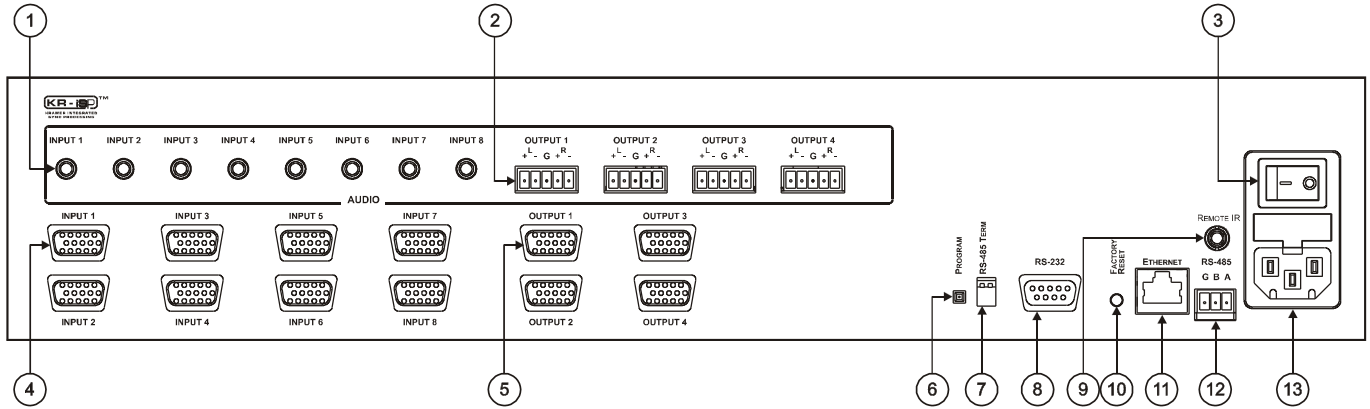 1 2 3
KR-iSP™
KRAMER INTEGRATED
SYNC PROCESSING
INPUT 1 INPUT 2 INPUT 3 INPUT 4 INPUT 5 INPUT 6 INPUT 7 INPUT 8 OUTPUT 1 OUTPUT 2 OUTPUT 3 OUTPUT 4
L R L R L R L R
+ - G + - + - G + - + - G + - + - G + -
AUDIO
INPUT 1 INPUT 3 INPUT 5 INPUT 7 OUTPUT 1 OUTPUT 3
REMOTE IR
PROGRAM
RS-485 TERM
RS-232
FACTORY
RESET
ETHERNET
RS-485
G B A
INPUT 2 INPUT 4 INPUT 6 INPUT 8 OUTPUT 2 OUTPUT 4
4 5 6 7 8 9 10 11 12 13